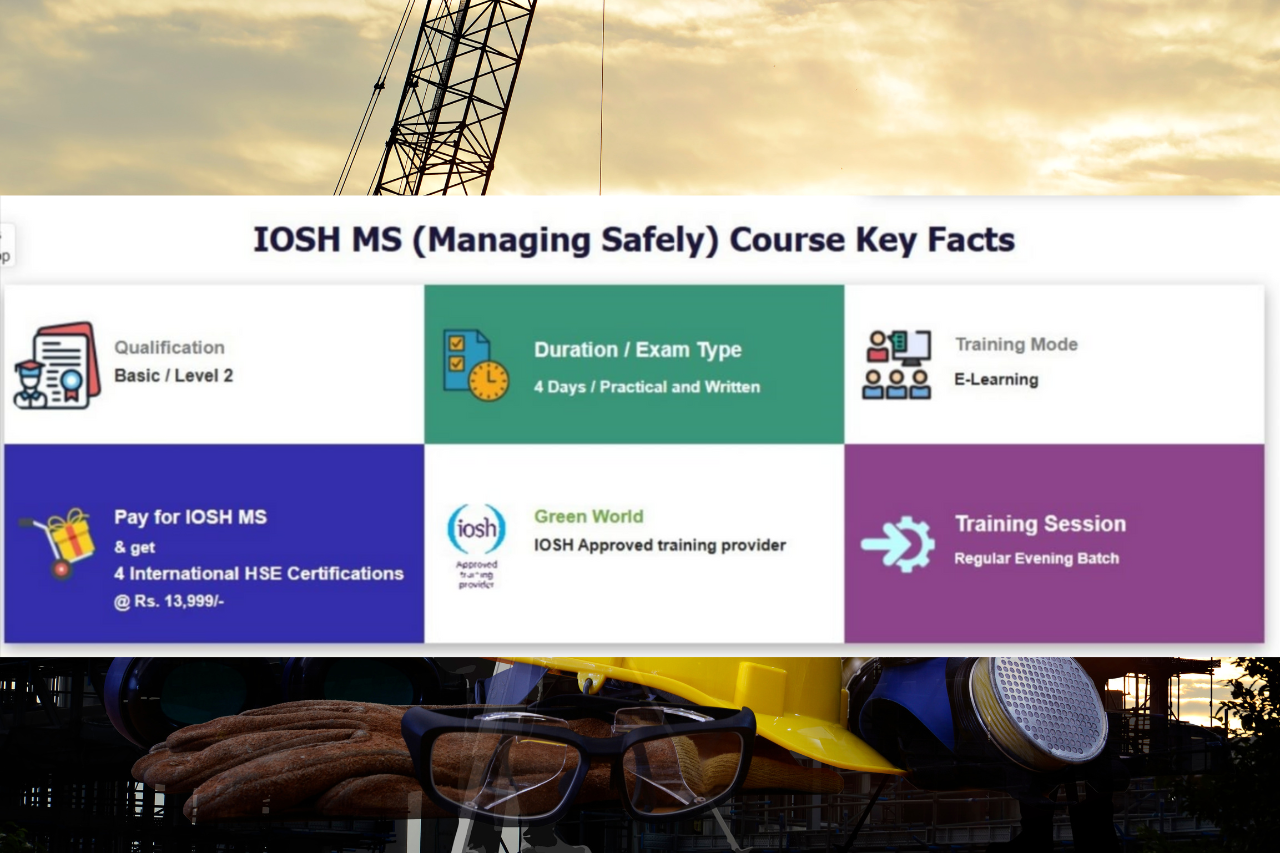 IOSH MS (Managing Safely) Course Key Facts
Qualification
Basic / Level 2
Duration / Exam Type
4 Days / Practical and Written
Training Mode
E-Learning
Pay for IOSH MS
& get
4 International HSE Certifications
@ Rs. 13,999/-
iosh
Approved
training
provider
Green World
IOSH Approved training provider
Training Session
Regular Evening Batch